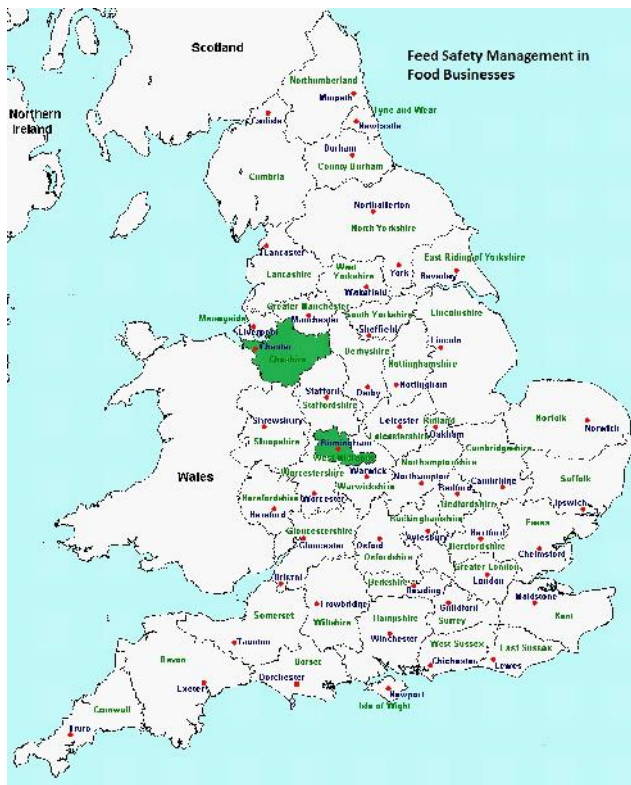 Scotland
Feed Safety Management in
Food Businesses
Northumberland
Morpeth
Tyne and Wear
Northern
Ireland
Carlisle
Newcastle
Durham
County Durham
Cumbria
Northallerton
North Yorkshire
East Riding of Yorkshire
Lancaster
Lancashire
West
Yorkshire
York
Beverley
Wakefield
Greater Manchester
South Yorkshire
Lincolnshire
Merseyside
Manchester
Liverpool
Sheffield
Chester
Cheshire
Derbyshire
Lincoln
Nottinghamshire
Stafford
Derby
Nottingham
Staffordshire
Norfolk
Shrewsbury
Leicester
Rutland
Norwich
Shropshire
Birmingham
Leicestershire
Oakham
Cambridgeshire
West Midlands
Northamptonshire
Wales
Worcestershire
Warwick
Warwickshire
Northampton
Bedford
Cambridge
Suffolk
Herefordshire
Worcester
Bedfordshire
Ipswich
Hereford
Buckinghamshire
Essex
Gloucestershire
Gloucester
Oxford
Aylesbury
Hertford
Hertfordshire
Chelmsford
Oxfordshire
Greater London
Bristol
Berkshire
Reading
London
Maidstone
Somerset
Trowbridge
Wiltshire
Hampshire
Guildford
Surrey
Kent
Taunton
Winchester
West Sussex
East Sussex
Devon
Dorset
Chichester
Lewes
Exeter
Dorchester
Newport
Cornwall
Isle of Wight
Truro